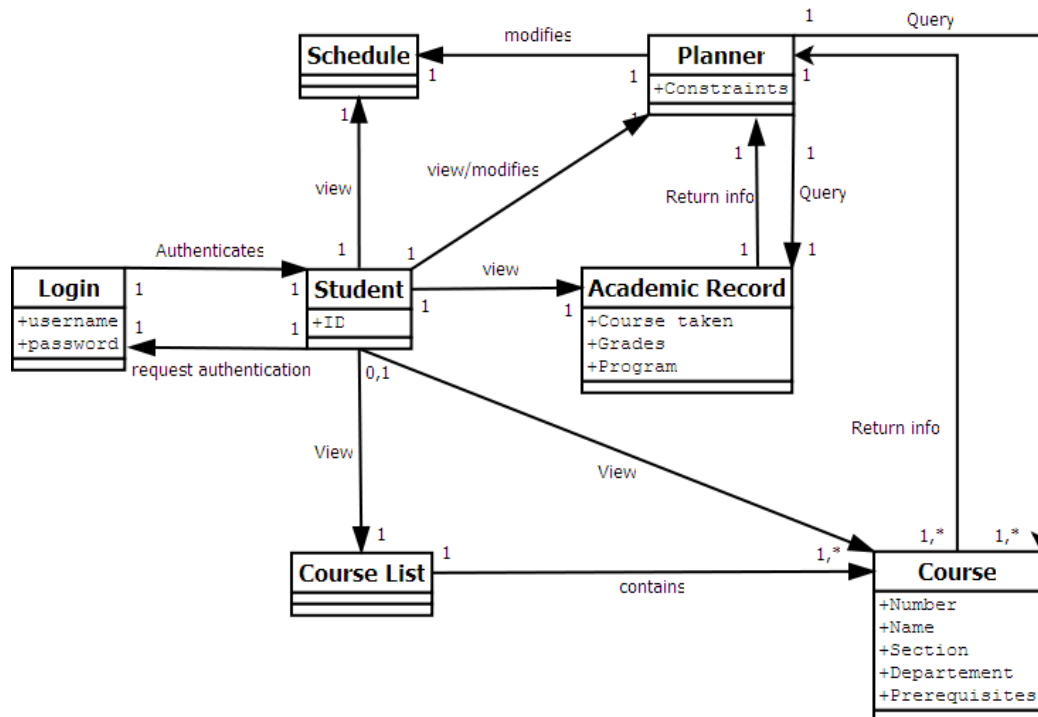 1
Query
modifies
Schedule
Planner
1
1
1
+Constraints
1
1
view/modifies
1
1
view
Return info
Query
1
1
1
1
Authenticates
view
Login
1
1
Student
1
Academic Record
+username
1
1
+ID
1
+Course taken
+password
+Grades
request authentication
0,1
+Program
View
View
Return info
1
1
1,*
1,*
1,*
Course List
contains
Course
+Number
+Name
+Section
+Departement
+Prerequisites